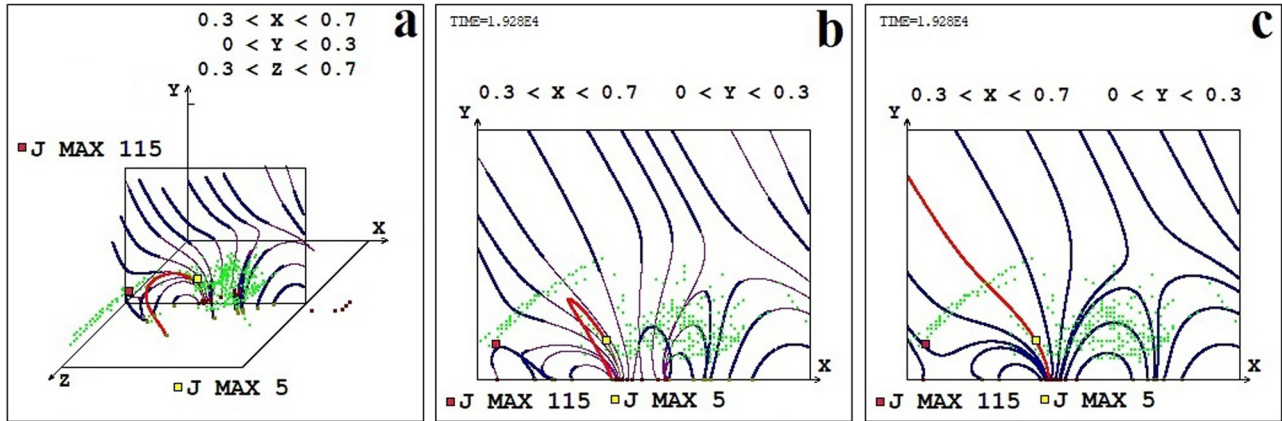 a
0.3 < X < 0.7
0 < Y < 0.3
0.3 < Z < 0.7
Y
J MAX 115
X
Z
J MAX 5
b
TIME=1.928E4
0.3 < X < 0.7 0 < Y < 0.3
Y
X
J MAX 115 J MAX 5
c
TIME=1.928E4
0.3 < X < 0.7 0 < Y < 0.3
Y
X
J MAX 115 J MAX 5